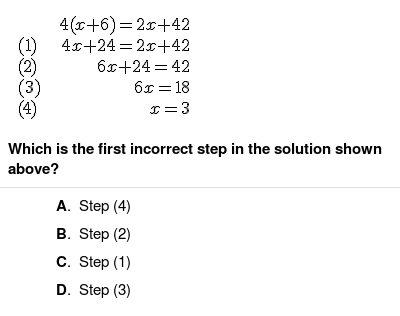 4(x+6)=2x+42
(1) 4x+24=2x+42
(2) 6x+24=42
(3) 6x=18
(4) x=3
Which is the first incorrect step in the solution shown
above?
A. Step (4)
B. Step (2)
C. Step (1)
D. Step (3)